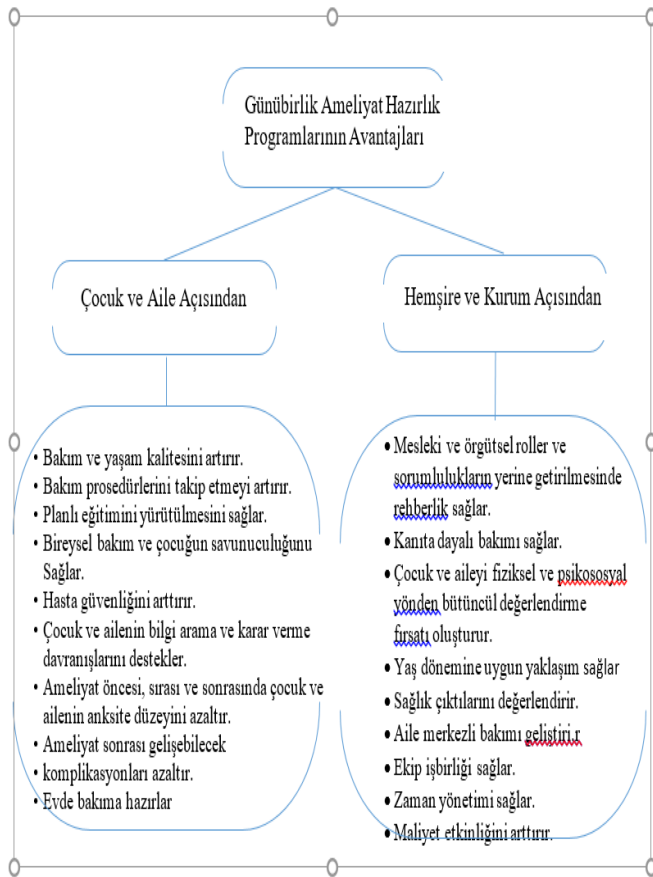 Günübirlik Ameliyat Hazırlık
Programlarının Avantajları
Çocuk ve Aile Açısından
Hemşire ve Kurum Açısından
• Bakım ve yaşam kalitesini artırır.
• Bakım prosedürlerini takip etmeyi artırır.
• Planlı eğitimini yürütülmesini sağlar.
• Bireysel bakım ve çocuğun savunuculuğunu
Sağlar.
• Hasta güvenliğini arttırır.
• Çocuk ve ailenin bilgi arama ve karar verme
davranışlarını destekler.
• Ameliyat öncesi, sırası ve sonrasında çocuk ve
ailenin anksite düzeyini azaltır.
• Ameliyat sonrası gelişebilecek
• komplikasyonları azaltır.
• Evde bakıma hazırlar
• Mesleki ve örgütsel roller ve
sorumlulukların yerine getirilmesinde
rehberlik sağlar.
• Kanıta dayalı bakımı sağlar.
• Çocuk ve aileyi fiziksel ve psikososyal
yönden bütüncül değerlendirme
fırsatı oluşturur.
• Yaş dönemine uygun yaklaşım sağlar
• Sağlık çıktılarını değerlendirir.
• Aile merkezli bakımı geliştiri.r
• Ekip işbirliği sağlar.
• Zaman yönetimi sağlar.
• Maliyet etkinliğini arttırır.